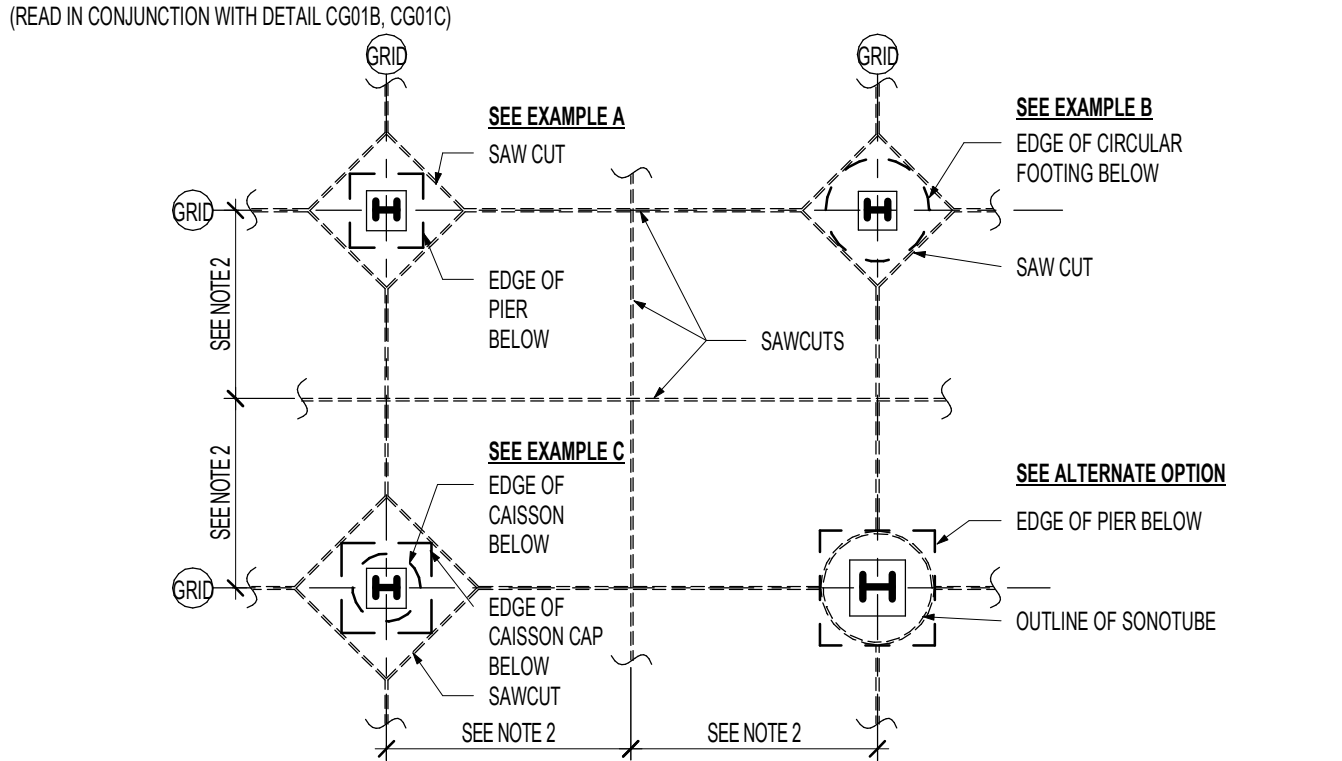 (READ IN CONJUNCTION WITH DETAIL CG01B, CG01C)
GRID
GRID
SEE EXAMPLE A
SAW CUT
SEE EXAMPLE B
EDGE OF CIRCULAR
FOOTING BELOW
GRID
SEE NOTE 2
EDGE OF
PIER
BELOW
SAW CUT
SAWCUTS
SEE NOTE 2
SEE EXAMPLE C
EDGE OF
CAISSON
BELOW
SEE ALTERNATE OPTION
EDGE OF PIER BELOW
GRID
EDGE OF
CAISSON CAP
BELOW
SAWCUT
OUTLINE OF SONOTUBE
SEE NOTE 2
SEE NOTE 2